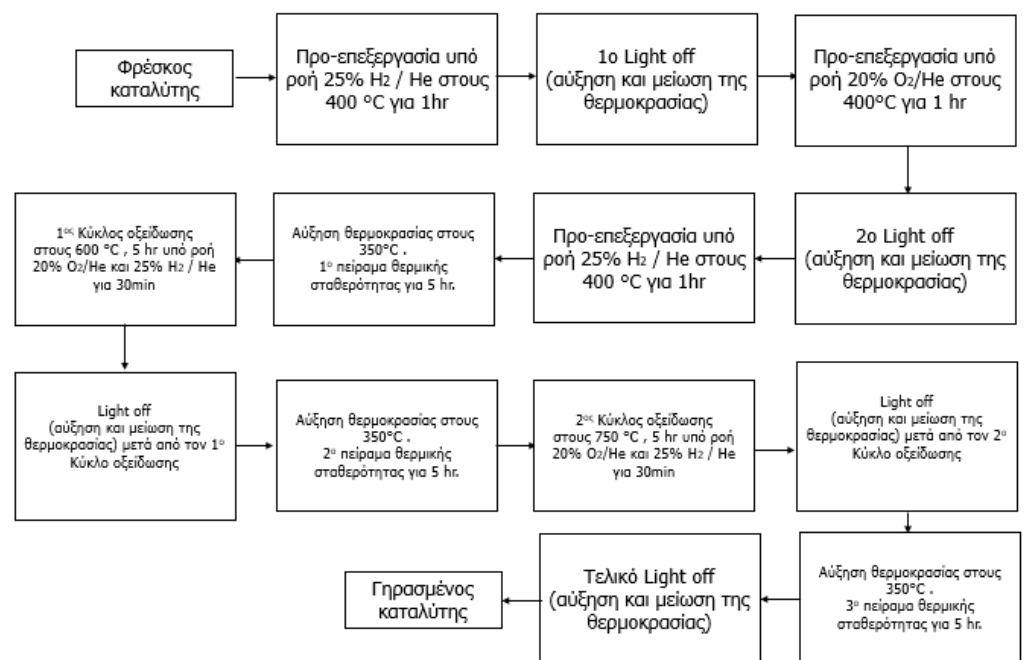 Φρέσκος
καταλύτης
Προ-επεξεργασία υπό
ροή 25% H2 / He στους
400 °C για 1hr
1ο Light off
(αύξηση και μείωση της
θερμοκρασίας)
Προ-επεξεργασία υπό
ροή 20% O2/He στους
400°C για 1 hr
2ο Light off
(αύξηση και μείωση της
θερμοκρασίας)
Προ-επεξεργασία υπό
ροή 25% H2 / He στους
400 °C για 1hr
Αύξηση θερμοκρασίας στους
350°C .
1ο πείραμα θερμικής
σταθερότητας για 5 hr.
1ος Κύκλος οξείδωσης
στους 600 °C , 5 hr υπό ροή
20% O2/He και 25% H2 / He
για 30min
Light off
(αύξηση και μείωση της
θερμοκρασίας) μετά από τον 1ο
Κύκλο οξείδωσης
Αύξηση θερμοκρασίας στους
350°C .
2ο πείραμα θερμικής
σταθερότητας για 5 hr.
2ος Κύκλος οξείδωσης
στους 750 °C , 5 hr υπό ροή
20% O2/He και 25% H2 / He
για 30min
Light off
(αύξηση και μείωση της
θερμοκρασίας) μετά από τον 2ο
Κύκλο οξείδωσης
Αύξηση θερμοκρασίας στους
350°C .
3ο πείραμα θερμικής
σταθερότητας για 5 hr.
Τελικό Light off
(αύξηση και μείωση της
θερμοκρασίας)
Γηρασμένος
καταλύτης